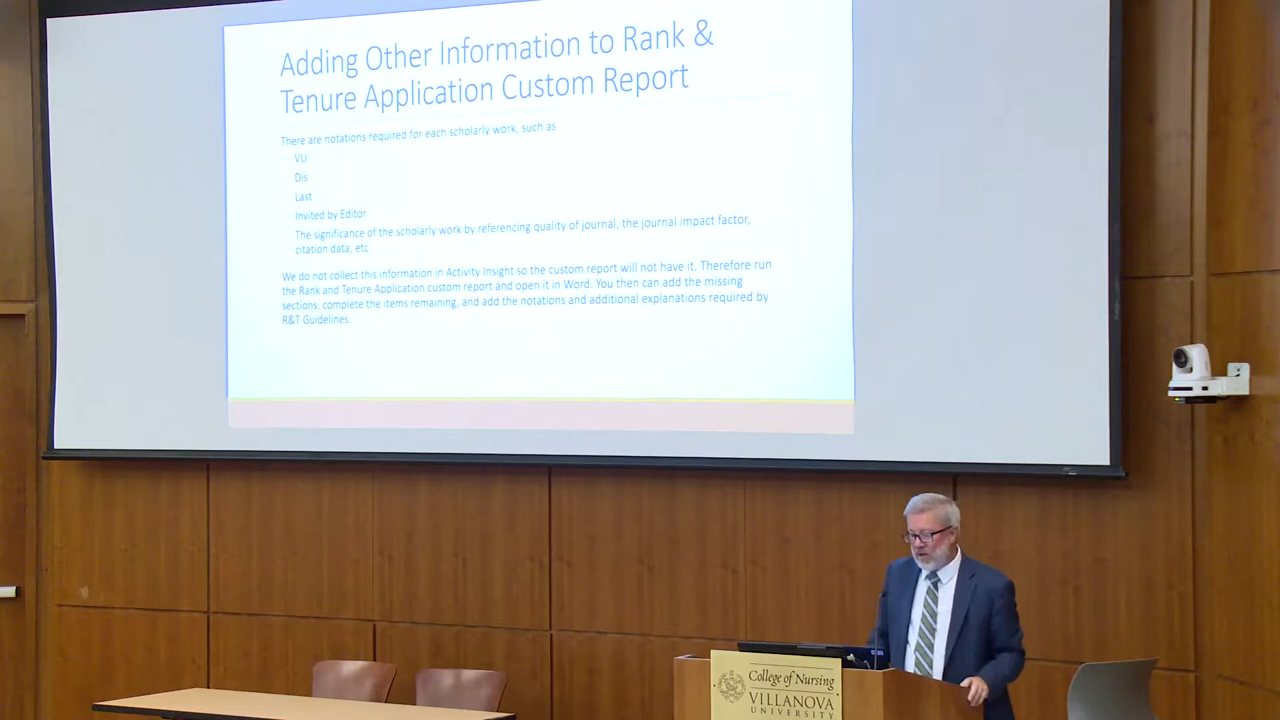 Adding Other Information to Rank &
Tenure Application Custom Report
There are notations required for each scholarly work, such as
VU
Dis
Last
Invited by Editor
The significance of the scholarly work by referencing quality of journal, the journal impact factor,
citation data, etc.
We do not collect this information in Activity Insight so the custom report will not have it. Therefore run
the Rank and Tenure Application custom report and open it in Word. You then can add the missing
sections, complete the items remaining, and add the notations and additional explanations required by
R&T Guidelines.
College of Nursing
VILLANOVA
UNIVERSITY